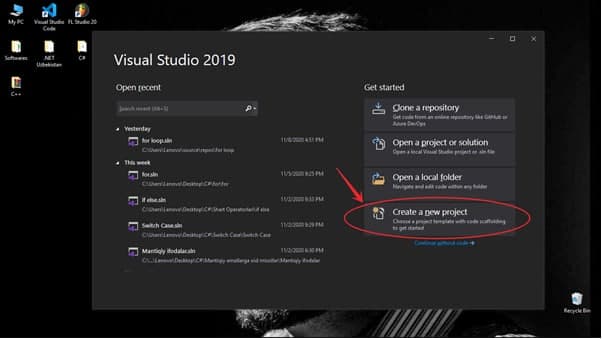 My PC
Visual Studio
Code
FL Studio 20
Softwares
.NET
Uzbekistan
C#
C++
Visual Studio 2019
Open recent
Search recent (Alt+S)
Yesterday
for loop.sln
11/8/2020 4:51 PM
C:\Users\Lenovo\source\repos\for loop
This week
for.sln
11/5/2020 9:25 PM
C:\Users\Lenovo\Desktop\C#\for\for
if else.sln
11/2/2020 9:33 PM
C:\Users\Lenovo\Desktop\C#\Shart Operatorlari\if else
Switch Case.sln
11/2/2020 9:29 PM
C:\Users\Lenovo\Desktop\C#\Switch Case\Switch Case
Mantiqiy ifodalar.sln
11/2/2020 6:30 PM
C:\...\Lenovo\Desktop\C#\Mantiqiy amallarga oid misollar\Mantiqiy ifodalar
Get started
Clone a repository
Get code from an online repository like GitHub or
Azure DevOps
Open a project or solution
Open a local Visual Studio project or .sln file
Open a local folder
Navigate and edit code within any folder
Create a new project
Choose a project template with code scaffolding
to get started
Continue without code →
Recycle Bin